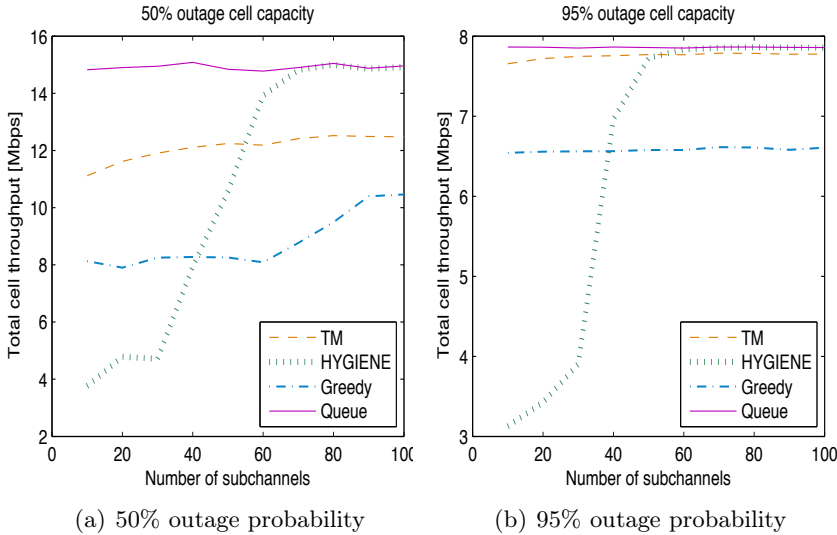 50% outage cell capacity
16
14
12
10
8
6
4
2
0
20
40
60
80
100
Total cell throughput [Mbps]
Number of subchannels
TM
HYGIENE
Greedy
Queue
(a) 50% outage probability
95% outage cell capacity
8
7
6
5
4
3
0
20
40
60
80
100
Total cell throughput [Mbps]
Number of subchannels
TM
HYGIENE
Greedy
Queue
(b) 95% outage probability